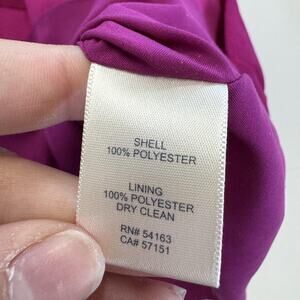 SHELL
100% POLYESTER
LINING
100% POLYESTER
DRY CLEAN
RN# 54163
CA# 57151